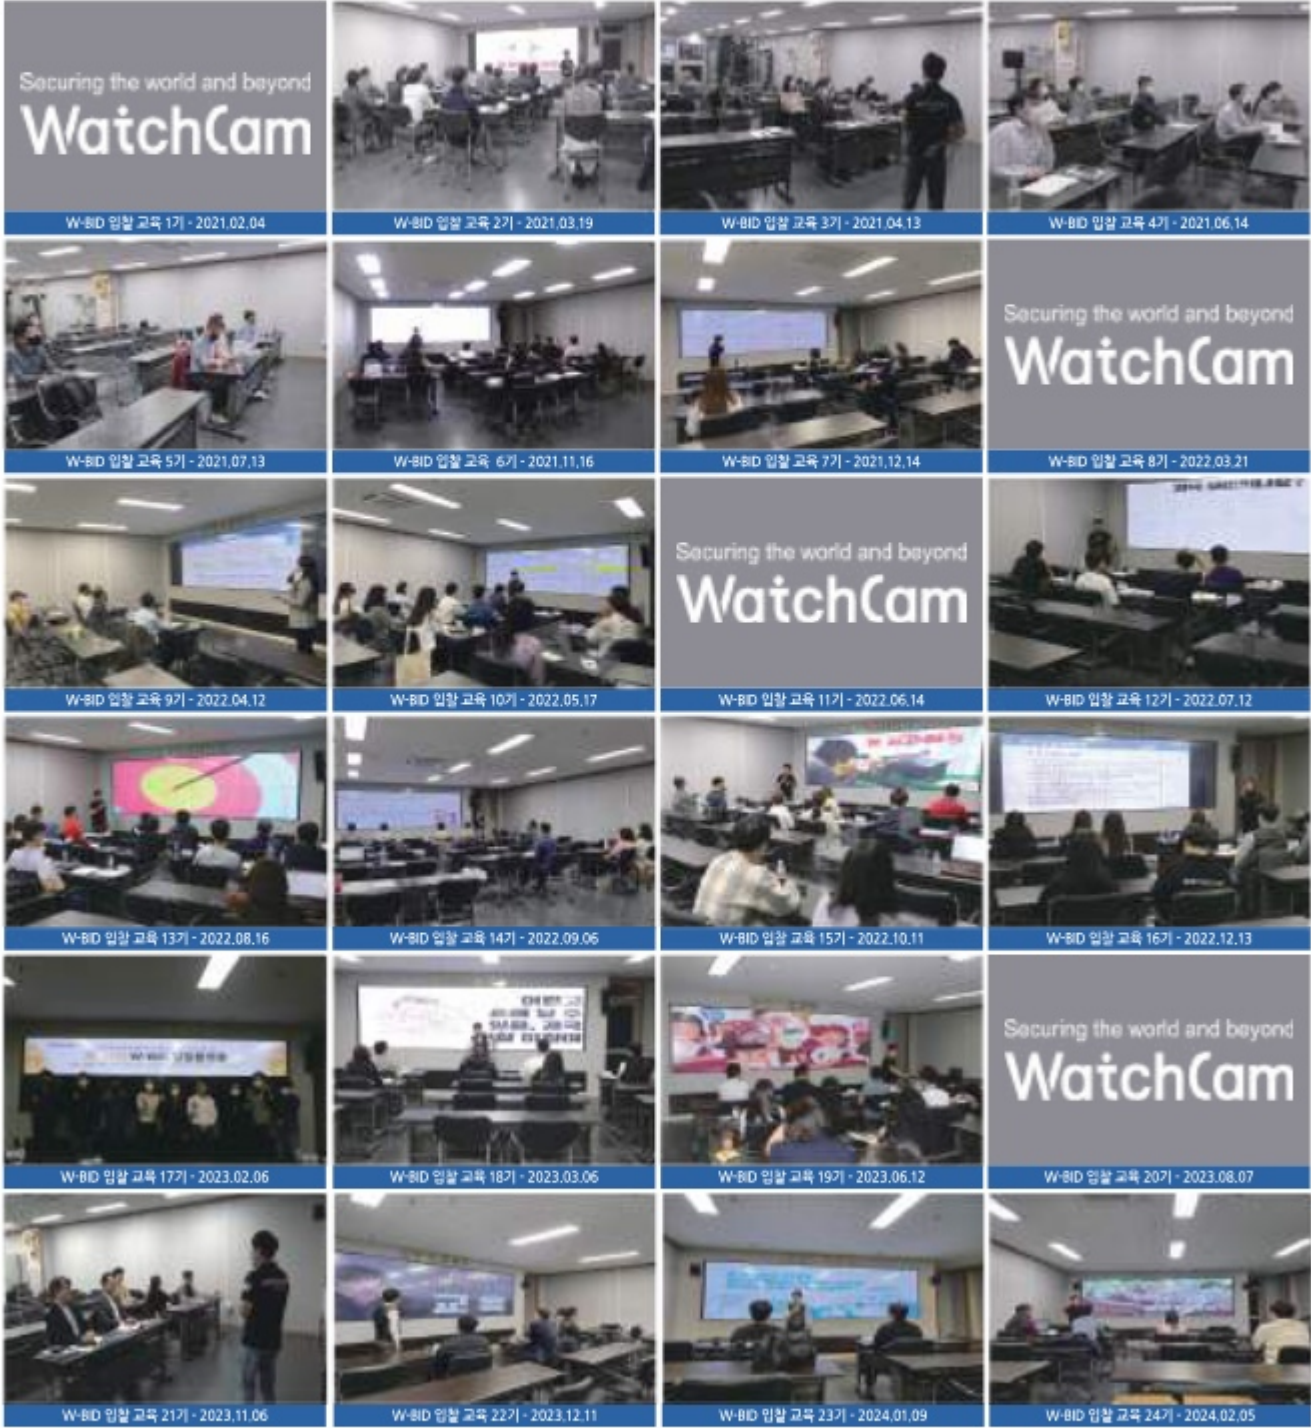 Securing the world and beyond
WatchCam
W-BID 입찰 교육 1기 - 2021.02.04
W-BID 입찰 교육 2기 - 2021.03.19
W-BID 입찰 교육 3기 - 2021.04.13
W-BID 입찰 교육 4기 - 2021.06.14
W-BID 입찰 교육 5기 - 2021.07.13
W-BID 입찰 교육 6기 - 2021.11.16
W-BID 입찰 교육 7기 - 2021.12.14
Securing the world and beyond
WatchCam
W-BID 입찰 교육 8기 - 2022.03.21
W-BID 입찰 교육 9기 - 2022.04.12
W-BID 입찰 교육 10기 - 2022.05.17
Securing the world and beyond
WatchCam
W-BID 입찰 교육 11기 - 2022.06.14
W-BID 입찰 교육 12기 - 2022.07.12
W-BID 입찰 교육 13기 - 2022.08.16
W-BID 입찰 교육 14기 - 2022.09.06
W-BID 입찰 교육 15기 - 2022.10.11
W-BID 입찰 교육 16기 - 2022.12.13
W-BID 입찰 교육 17기 - 2023.02.06
W-BID 입찰 교육 18기 - 2023.03.06
W-BID 입찰 교육 19기 - 2023.06.12
Securing the world and beyond
WatchCam
W-BID 입찰 교육 20기 - 2023.08.07
W-BID 입찰 교육 21기 - 2023.11.06
W-BID 입찰 교육 22기 - 2023.12.11
W-BID 입찰 교육 23기 - 2024.01.09
W-BID 입찰 교육 24기 - 2024.02.05